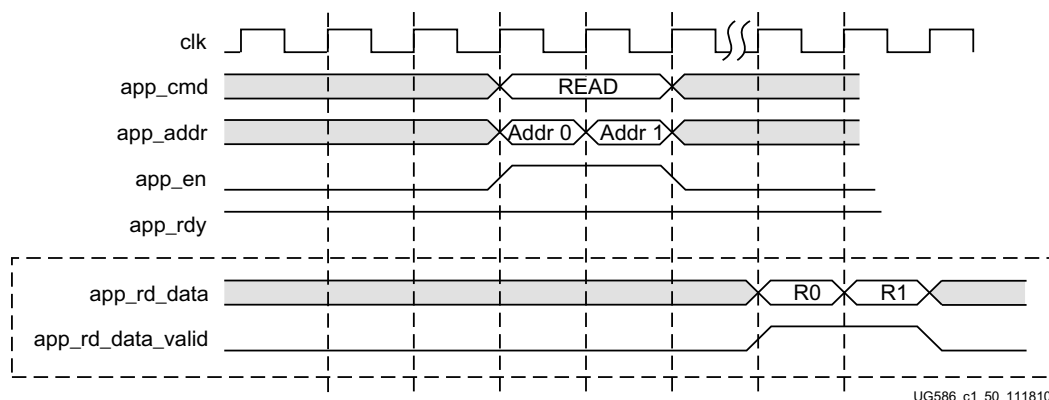 clk
app_cmd READ
app_addr Addr 0 Addr 1
app_en
app_rdy
app_rd_data R0 R1
app_rd_data_valid
UG586_c1_50_111810